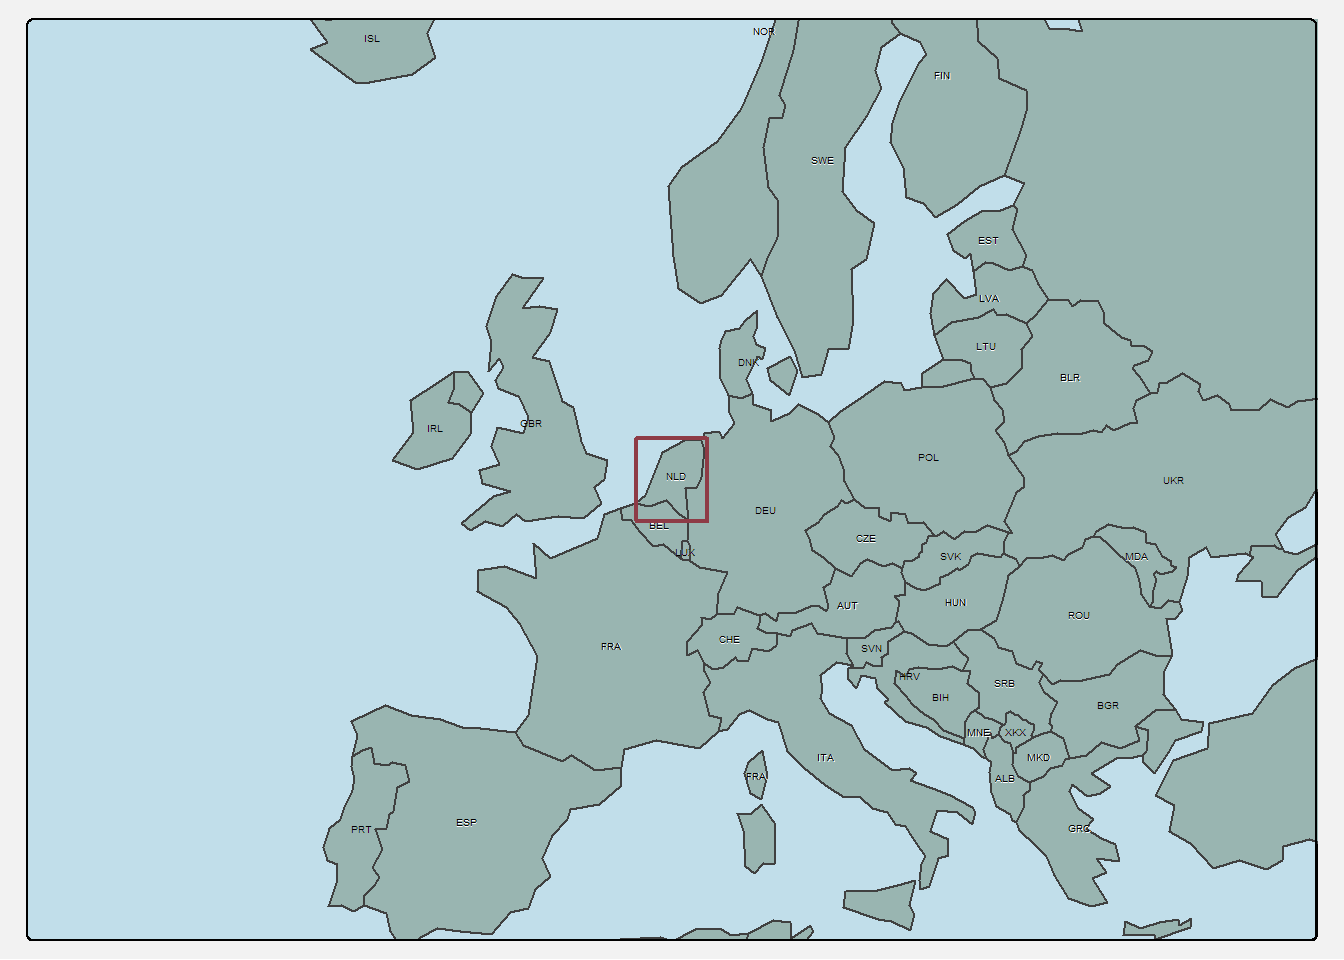 NOR
ISL
FIN
SWE
EST
LVA
LTU
DNK
BLR
GBR
IRL
POL
NLD
UKR
DEU
BEL
CZE
LUX
SVK
MDA
HUN
AUT
ROU
CHE
FRA
SVN
HRV
SRB
BIH
BGR
MNE
XKX
ITA
MKD
FRA
ALB
ESP
PRT
GRC